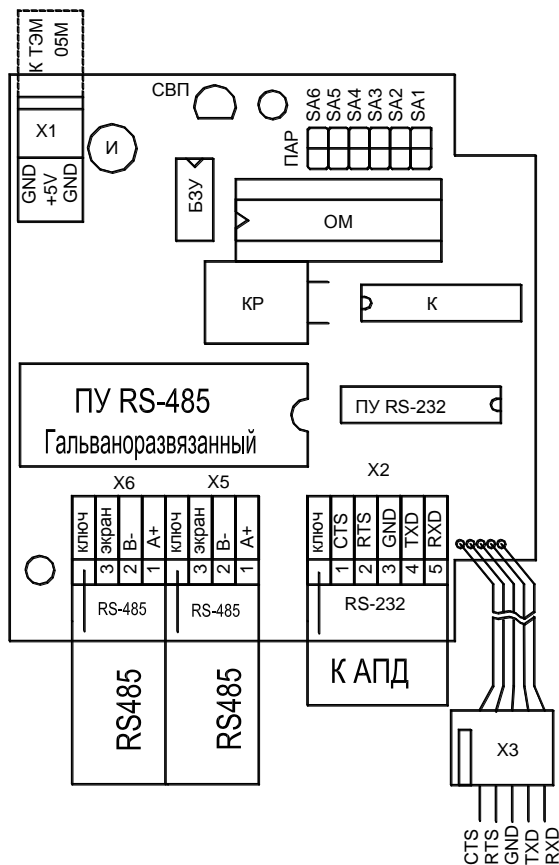 К ТЭМ
05М
X1
GND
+5V
GND
И
СВП
ПАР
SA6
SA5
SA4
SA3
SA2
SA1
БЗУ
ОМ
КР
К
ПУ RS-485
Гальваноразвязанный
ПУ RS-232
X6
X5
X2
ключ
экран
B-
A+
ключ
экран
B-
A+
ключ
CTS
RTS
GND
TXD
RXD
3
2
1
3
2
1
1
2
3
4
5
RS-485
RS-485
RS-232
RS485
RS485
К АПД
X3
CTS
RTS
GND
TXD
RXD